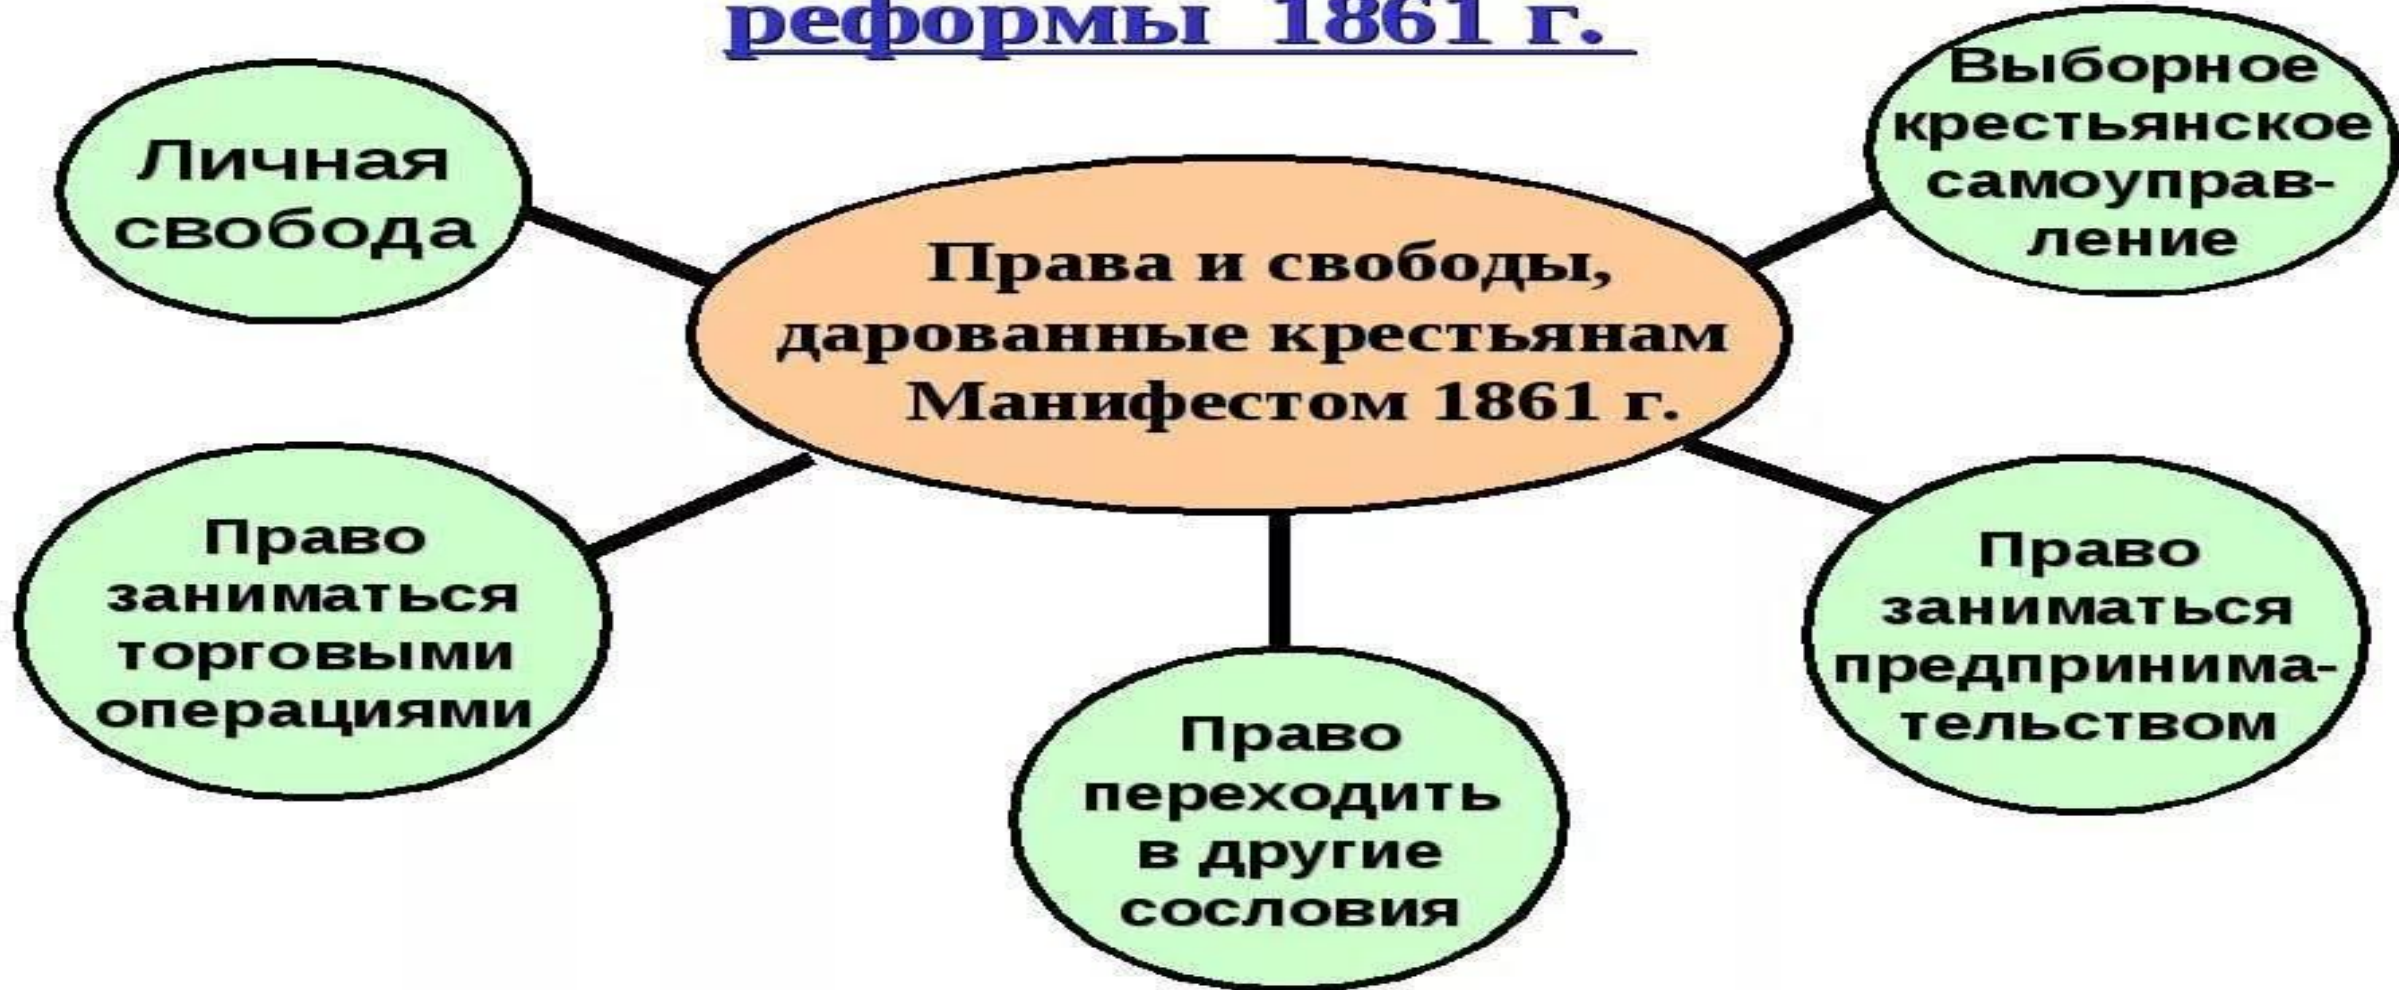 реформы 1861 г.
Личная
свобода
Выборное
крестьянское
самоуправ-
ление
Права и свободы,
дарованные крестьянам
Манифестом 1861 г.
Право
заниматься
торговыми
операциями
Право
переходить
в другие
сословия
Право
заниматься
предпринима-
тельством